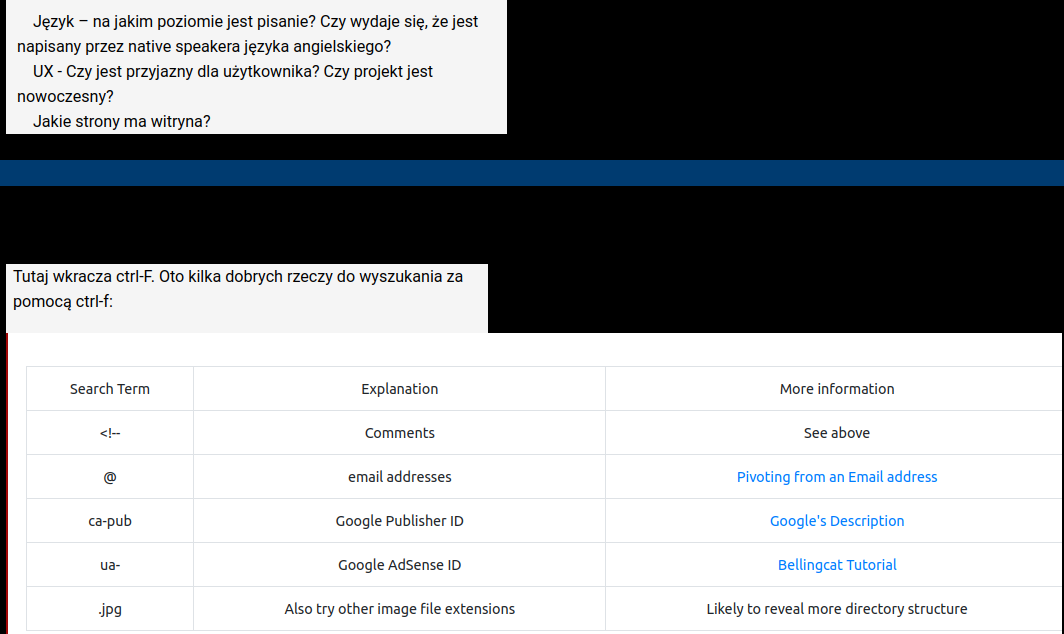 Język – na jakim poziomie jest pisanie? Czy wydaje się, że jest
napisany przez native speakera języka angielskiego?
UX - Czy jest przyjazny dla użytkownika? Czy projekt jest
nowoczesny?
Jakie strony ma witryna?
Tutaj wkracza ctrl-F. Oto kilka dobrych rzeczy do wyszukania za
pomocą ctrl-f:
Search Term Explanation More information
<!-- Comments See above
@ email addresses Pivoting from an Email address
ca-pub Google Publisher ID Google's Description
ua- Google AdSense ID Bellingcat Tutorial
.jpg Also try other image file extensions Likely to reveal more directory structure